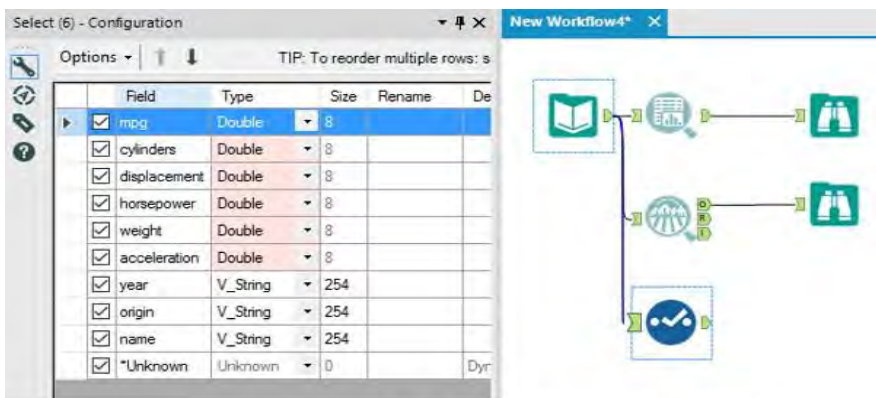 Select (6) - Configuration
New Workflow4*
Options
TIP: To reorder multiple rows: s
Field Type Size Rename De
mpg Double 8
cylinders Double 8
displacement Double 8
horsepower Double 8
weight Double 8
acceleration Double 8
year V_String 254
origin V_String 254
name V_String 254
*Unknown Unknown 0 Dyr
O
R
I